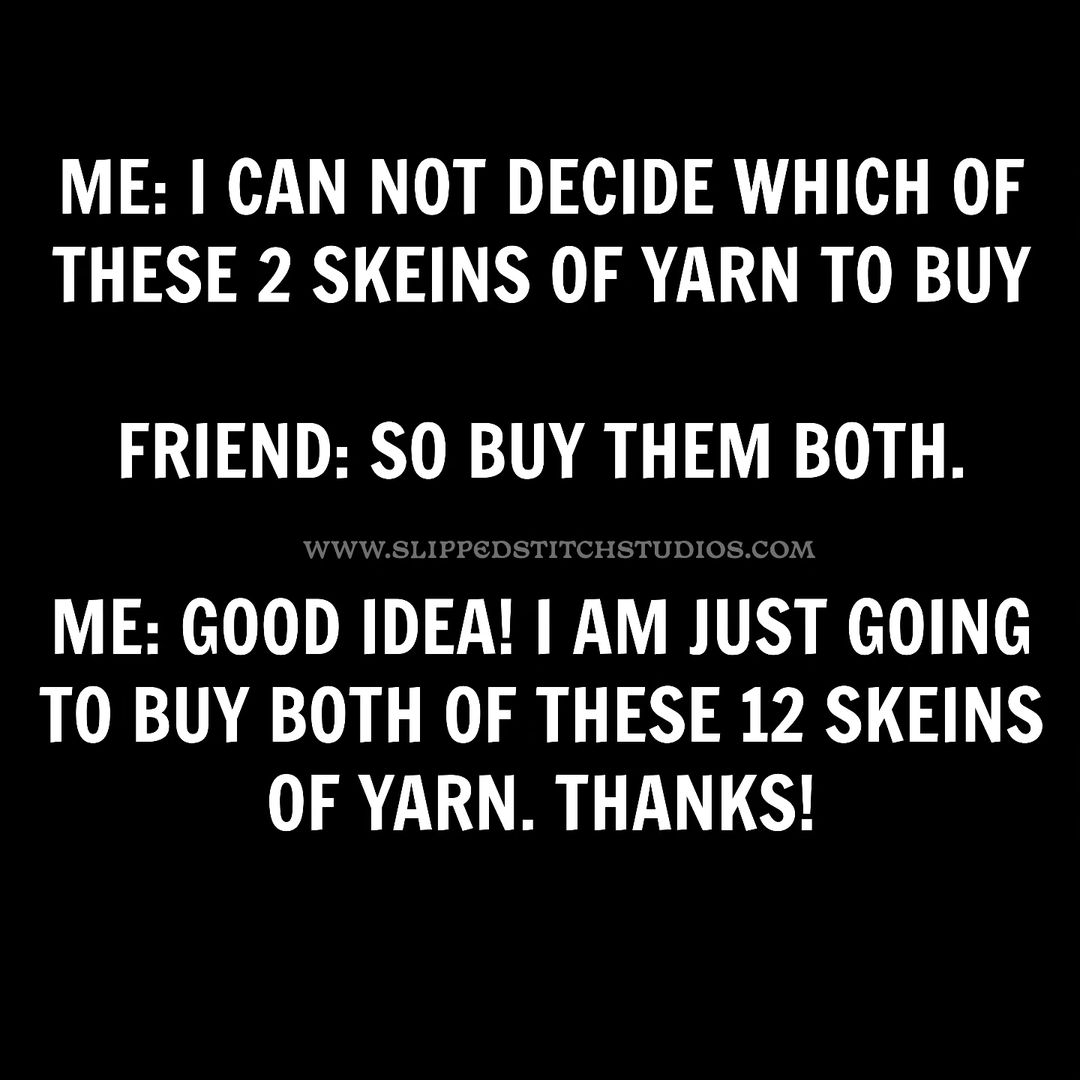 ME: I CAN NOT DECIDE WHICH OF
THESE 2 SKEINS OF YARN TO BUY
FRIEND: SO BUY THEM BOTH.
WWW.SLIPPEDSTITCHSTUDIOS.COM
ME: GOOD IDEA! I AM JUST GOING
TO BUY BOTH OF THESE 12 SKEINS
OF YARN. THANKS!